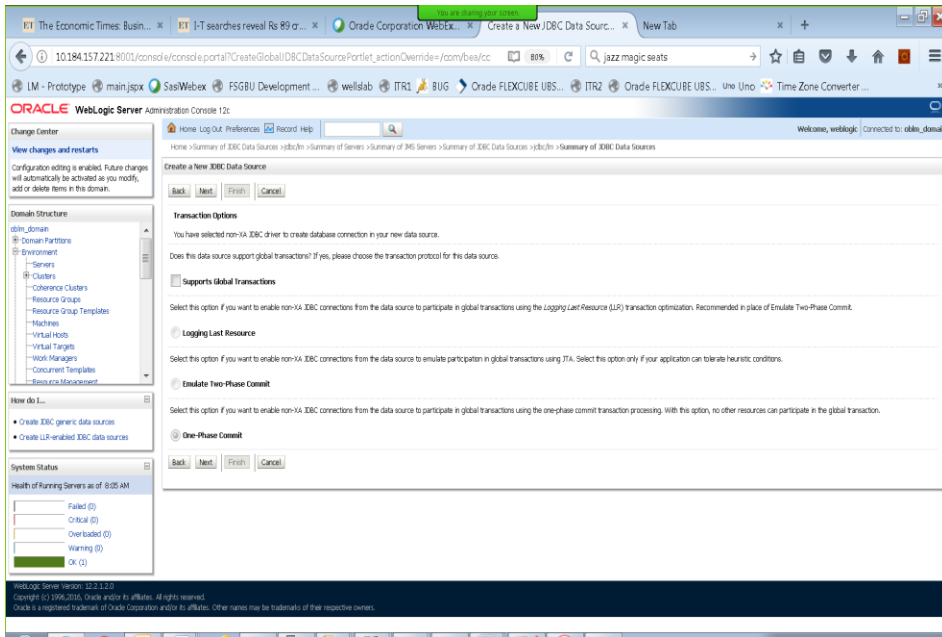 You are sharing your screen.
ET The Economic Times: Busin... × ET I-T searches reveal Rs 89 cr... × Oracle Corporation WebEx... × Create a New JDBC Data Sourc... × New Tab × +
10.184.157.221:8001/console/console.portal?CreateGlobalJDBCDataSourcePortlet_actionOverride=/com/bea/cc 80% jazz magic seats
LM - Prototype main.jspx SasiWebex FSGBU Development ... wellslab ITR1 BUG Oracle FLEXCUBE UBS... ITR2 Oracle FLEXCUBE UBS... Uno Uno Time Zone Converter ...
ORACLE WebLogic Server Administration Console 12c
Change Center
View changes and restarts
Configuration editing is enabled. Future changes
will automatically be activated as you modify,
add or delete items in this domain.
Domain Structure
oblm_domain
Domain Partitions
Environment
Servers
Clusters
Coherence Clusters
Resource Groups
Resource Group Templates
Machines
Virtual Hosts
Virtual Targets
Work Managers
Concurrent Templates
Resource Management
How do I...
Create JDBC generic data sources
Create LLR-enabled JDBC data sources
System Status
Health of Running Servers as of 8:05 AM
Failed (0)
Critical (0)
Overloaded (0)
Warning (0)
OK (1)
Home Log Out Preferences Record Help
Welcome, weblogic Connected to: oblm_domai
Home >Summary of JDBC Data Sources >jdbc/lm >Summary of Servers >Summary of JMS Servers >Summary of JDBC Data Sources >jdbc/lm >Summary of JDBC Data Sources
Create a New JDBC Data Source
Back Next Finish Cancel
Transaction Options
You have selected non-XA JDBC driver to create database connection in your new data source.
Does this data source support global transactions? If yes, please choose the transaction protocol for this data source.
Supports Global Transactions
Select this option if you want to enable non-XA JDBC connections from the data source to participate in global transactions using the Logging Last Resource (LLR) transaction optimization. Recommended in place of Emulate Two-Phase Commit.
Logging Last Resource
Select this option if you want to enable non-XA JDBC connections from the data source to emulate participation in global transactions using JTA. Select this option only if your application can tolerate heuristic conditions.
Emulate Two-Phase Commit
Select this option if you want to enable non-XA JDBC connections from the data source to participate in global transactions using the one-phase commit transaction processing. With this option, no other resources can participate in the global transaction.
One-Phase Commit
Back Next Finish Cancel
WebLogic Server Version: 12.2.1.2.0
Copyright (c) 1996,2016, Oracle and/or its affiliates. All rights reserved.
Oracle is a registered trademark of Oracle Corporation and/or its affiliates. Other names may be trademarks of their respective owners.